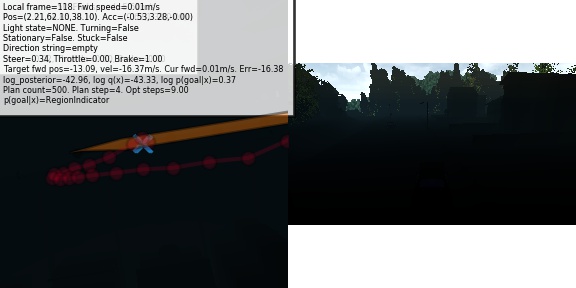 Local frame=118. Fwd.speed=0.01m/s
Pos=(2.21,62.10,38.10). Acc=(-0.53,3.28,-0.00)
Light state=NONE. Turning=False
Stationary=False. Stuck=False
Direction string=empty
Steer=0.34, Throttle=0.00, Brake=1.00
Target fwd pos=-13.09, vel=-16.37m/s. Cur fwd=0.01m/s. Err=-16.38
log_posterior=-42.96, log q(x)=-43.33, log p(goal|x)=0.37
Plan count=500. Plan step=4. Opt steps=9.00
p(goal|x)=RegionIndicator